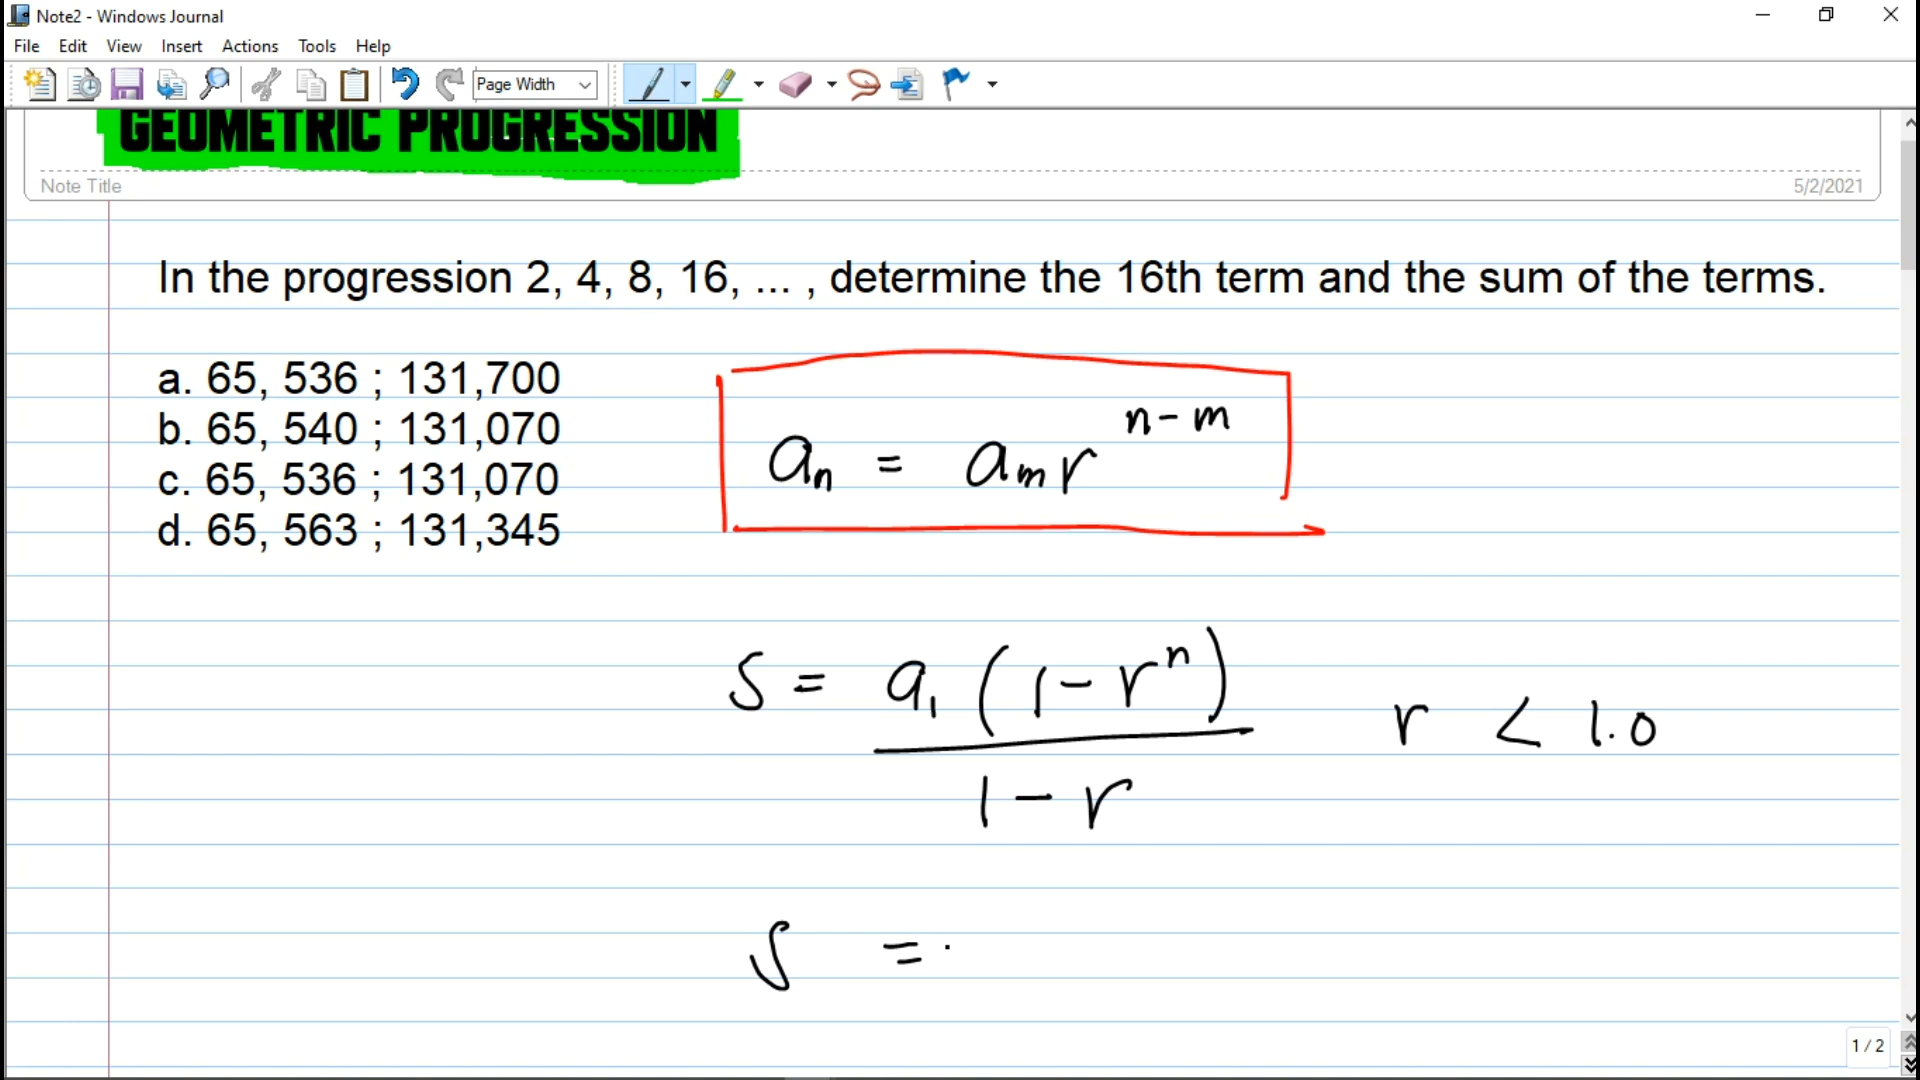 Note2 - Windows Journal
File Edit View Insert Actions Tools Help
Page Width
GEOMETRIC PROGRESSION
Note Title
5/2/2021
In the progression 2, 4, 8, 16, ... , determine the 16th term and the sum of the terms.
a. 65, 536 ; 131,700
b. 65, 540 ; 131,070
c. 65, 536 ; 131,070
d. 65, 563 ; 131,345
aₙ = aₘ r ⁿ⁻ᵐ
S = a₁ (1 - rⁿ)
1 - r
r < 1.0
S =
1 / 2